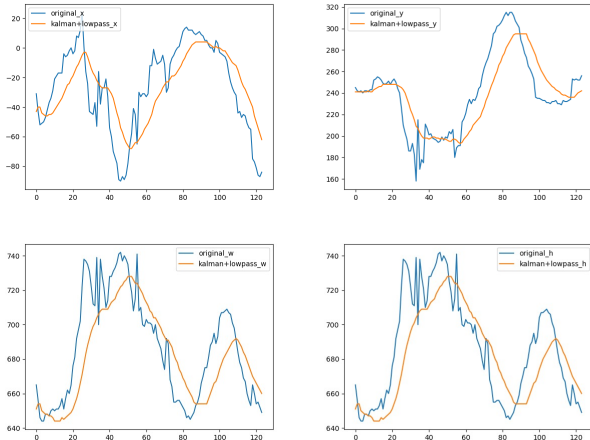 original_x
kalman+lowpass_x
20
0
−20
−40
−60
−80
0 20 40 60 80 100 120
original_y
kalman+lowpass_y
320
300
280
260
240
220
200
180
160
0 20 40 60 80 100 120
original_w
kalman+lowpass_w
740
720
700
680
660
640
0 20 40 60 80 100 120
original_h
kalman+lowpass_h
740
720
700
680
660
640
0 20 40 60 80 100 120